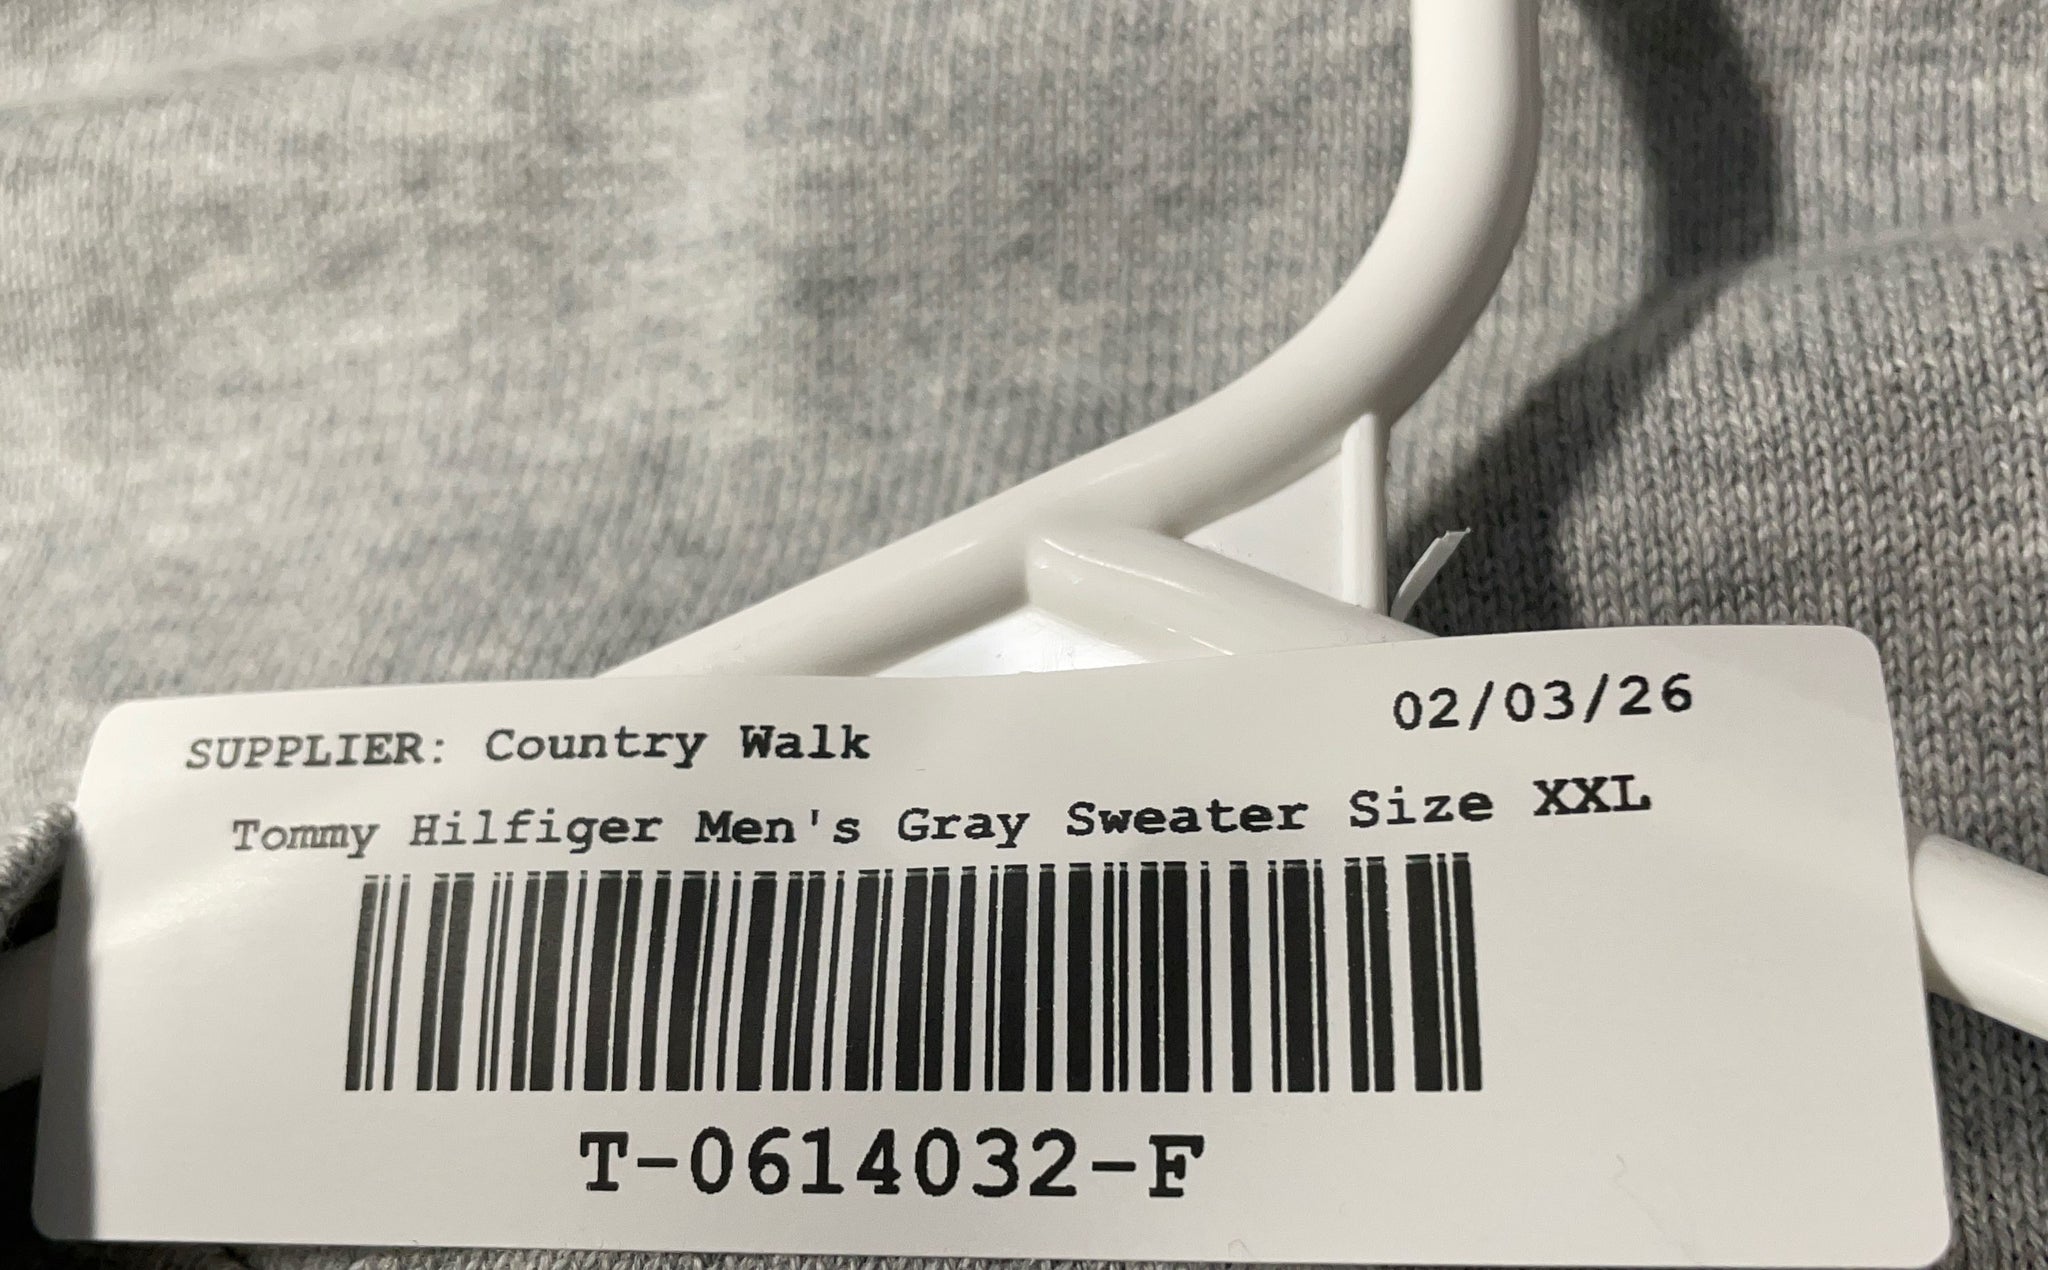 SUPPLIER: Country Walk 02/03/26
Tommy Hilfiger Men's Gray Sweater Size XXL
T-0614032-F